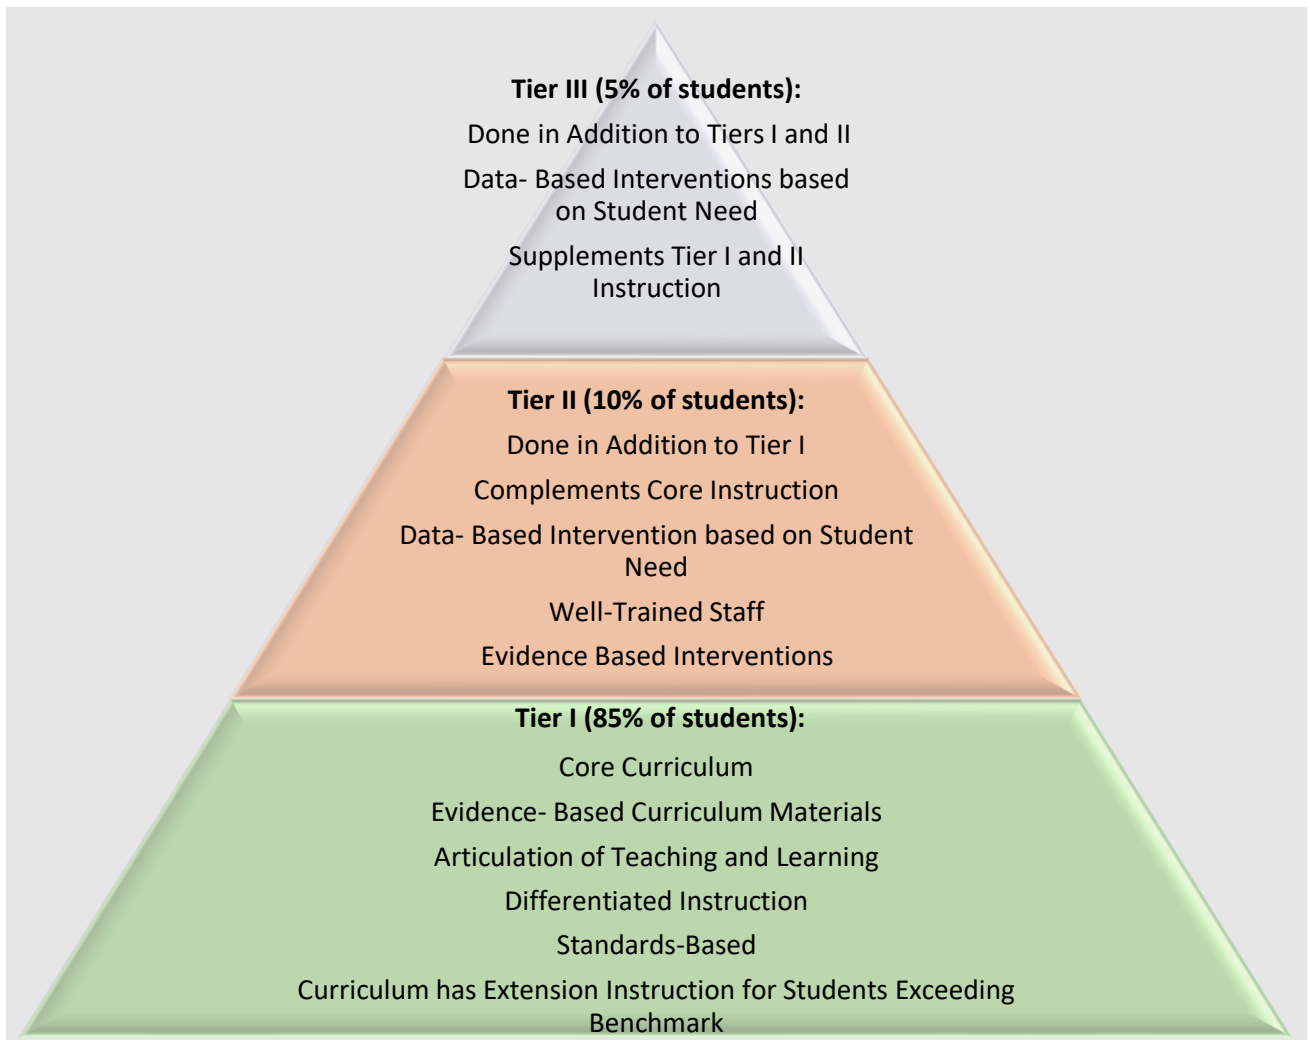 Tier III (5% of students):
Done in Addition to Tiers I and II
Data- Based Interventions based
on Student Need
Supplements Tier I and II
Instruction
Tier II (10% of students):
Done in Addition to Tier I
Complements Core Instruction
Data- Based Intervention based on Student
Need
Well-Trained Staff
Evidence Based Interventions
Tier I (85% of students):
Core Curriculum
Evidence- Based Curriculum Materials
Articulation of Teaching and Learning
Differentiated Instruction
Standards-Based
Curriculum has Extension Instruction for Students Exceeding
Benchmark